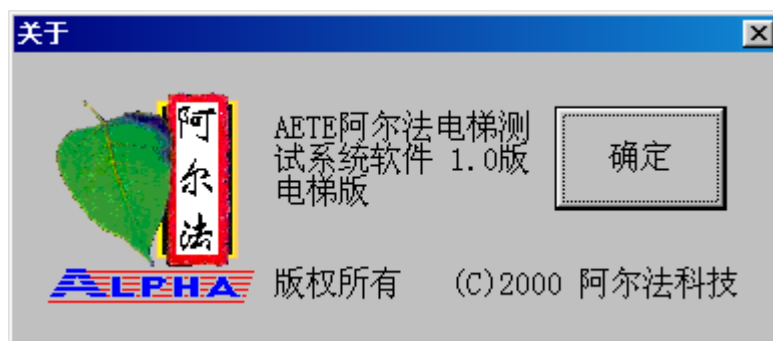 关于
阿尔法
ALPHA
AETE阿尔法电梯测
试系统软件 1.0版
电梯版
确定
版权所有 (C)2000 阿尔法科技